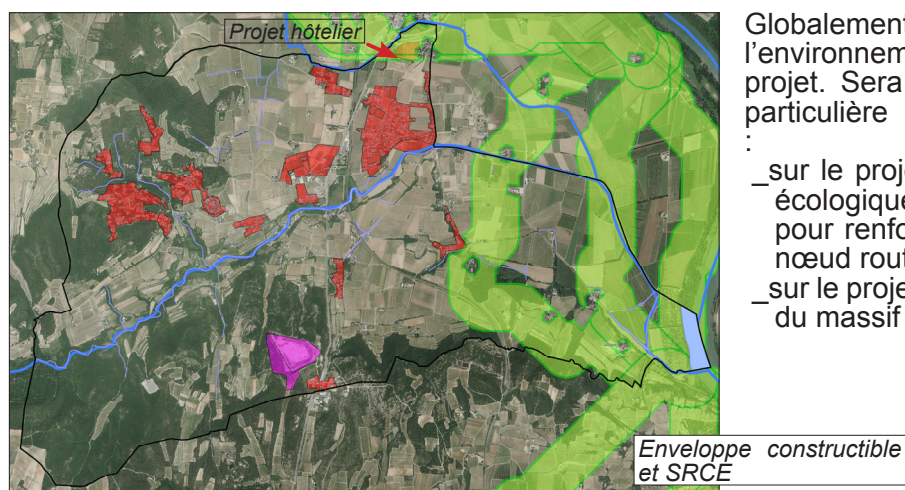 Projet hôtelier
Globalement
l’environnem
projet. Sera
particulière
:
_sur le proj
écologique
pour renfo
nœud rout
_sur le proje
du massif
Enveloppe constructible
et SRCE